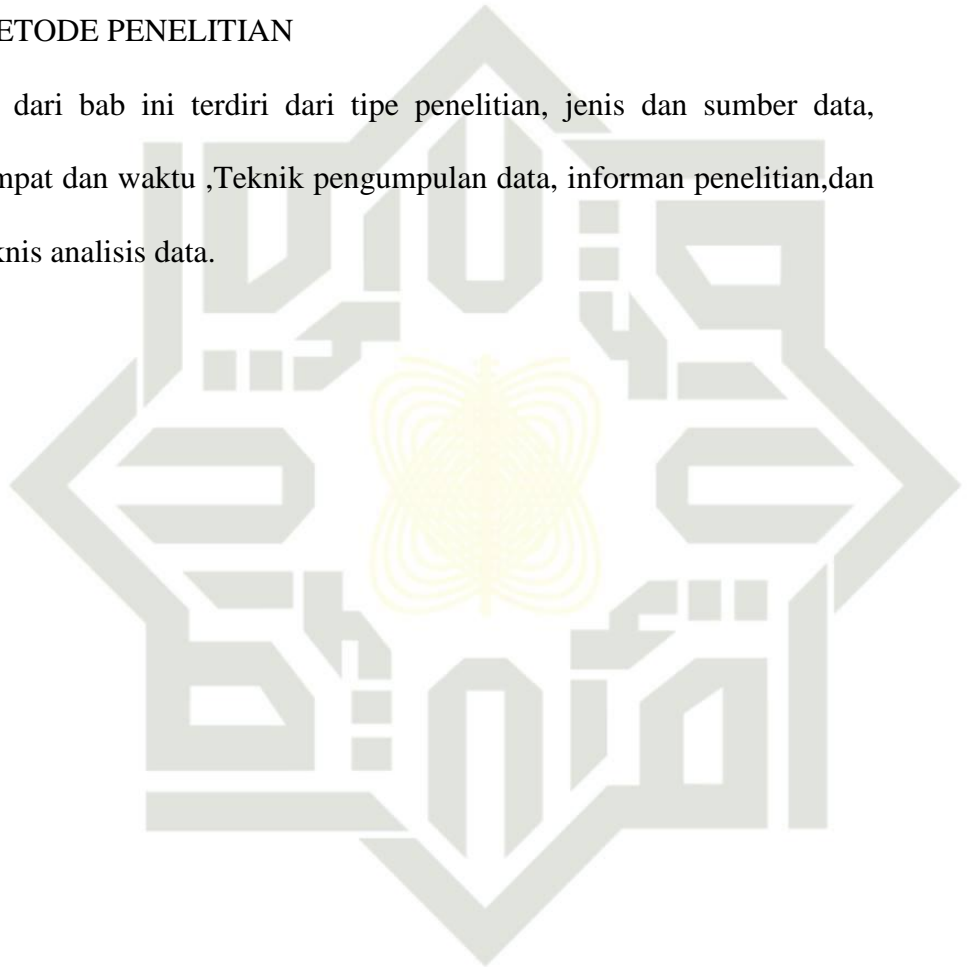 ETODE PENELITIAN
dari bab ini terdiri dari tipe penelitian, jenis dan sumber data,
mpat dan waktu ,Teknik pengumpulan data, informan penelitian,dan
knis analisis data.